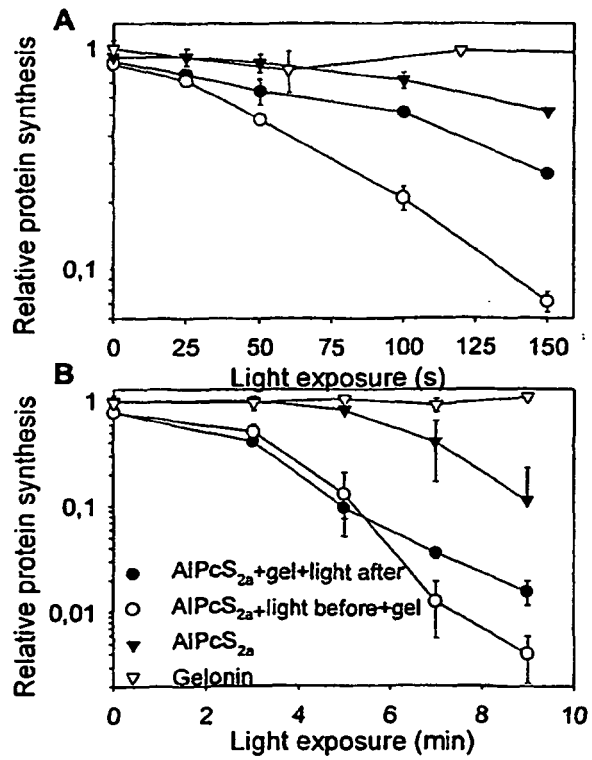 A
Relative protein synthesis
1
0,1
0 25 50 75 100 125 150
Light exposure (s)
B
Relative protein synthesis
1
0,1
0,01
AlPcS2a+gel+light after
AlPcS2a+light before+gel
AlPcS2a
Gelonin
0 2 4 6 8 10
Light exposure (min)